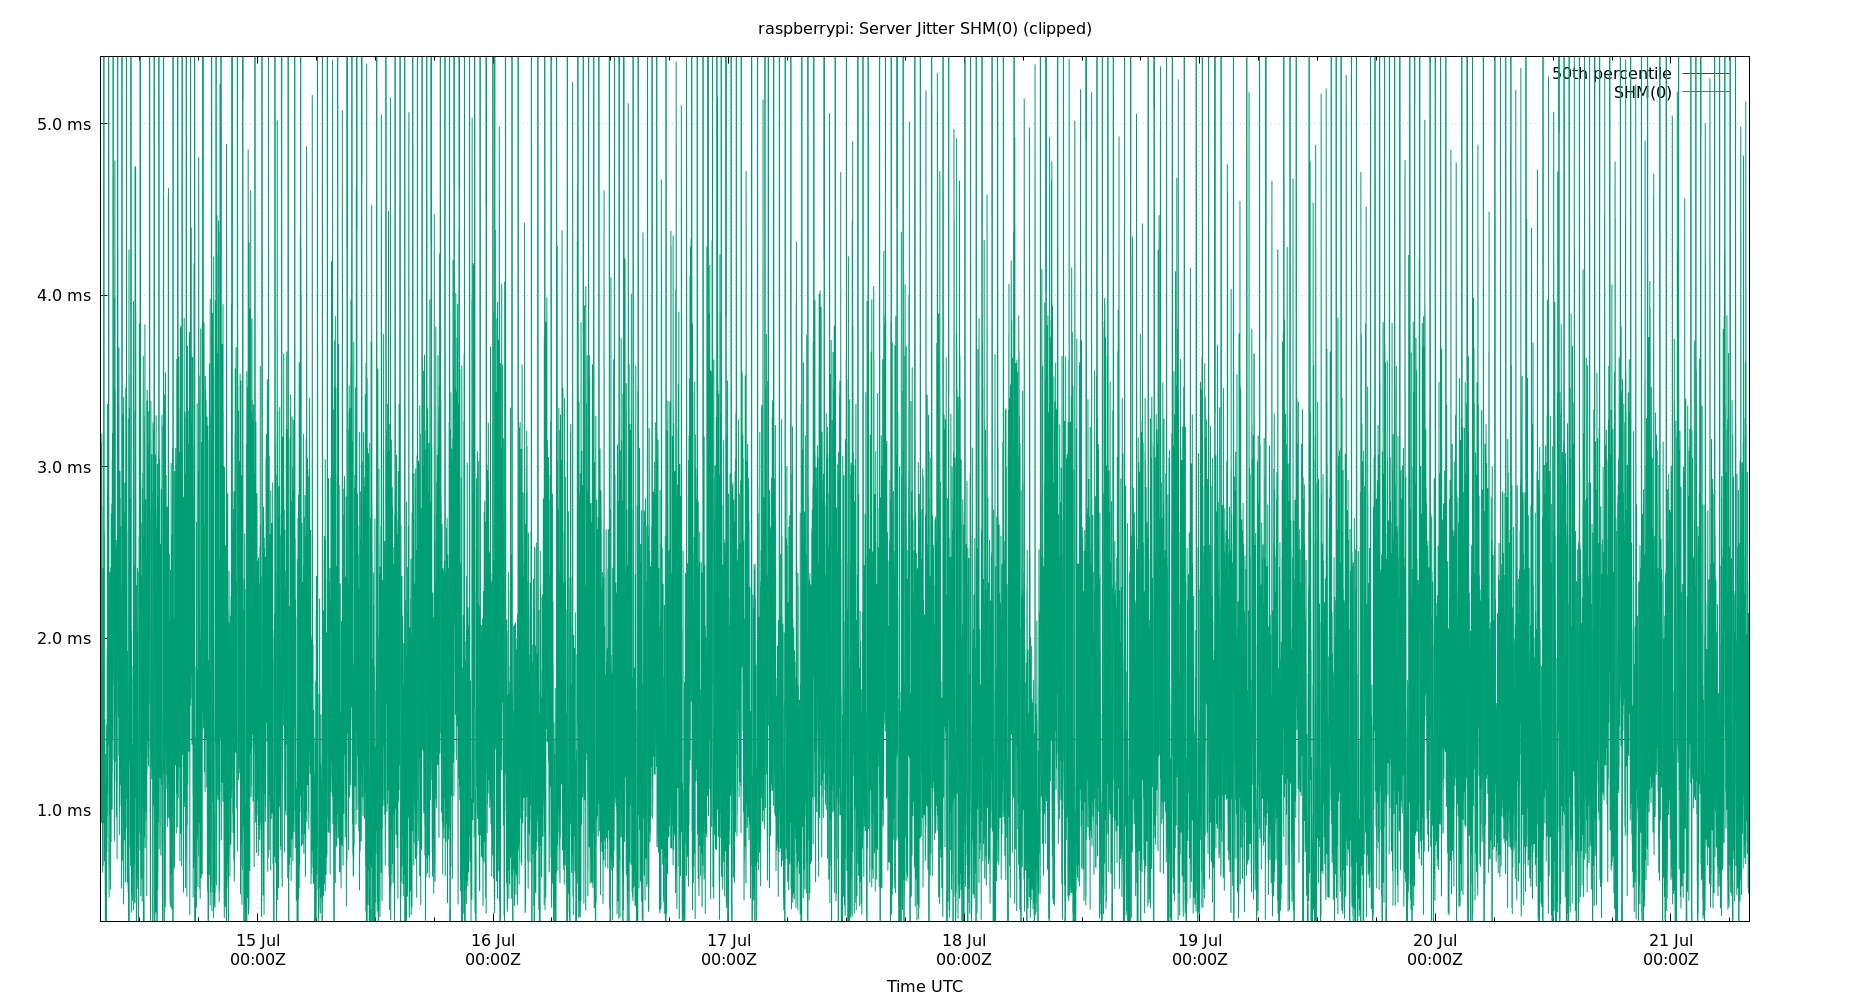 raspberrypi: Server Jitter SHM(0) (clipped)
50th percentile
SHM(0)
5.0 ms
4.0 ms
3.0 ms
2.0 ms
1.0 ms
15 Jul 16 Jul 17 Jul 18 Jul 19 Jul 20 Jul 21 Jul
00:00Z 00:00Z 00:00Z 00:00Z 00:00Z 00:00Z 00:00Z
Time UTC